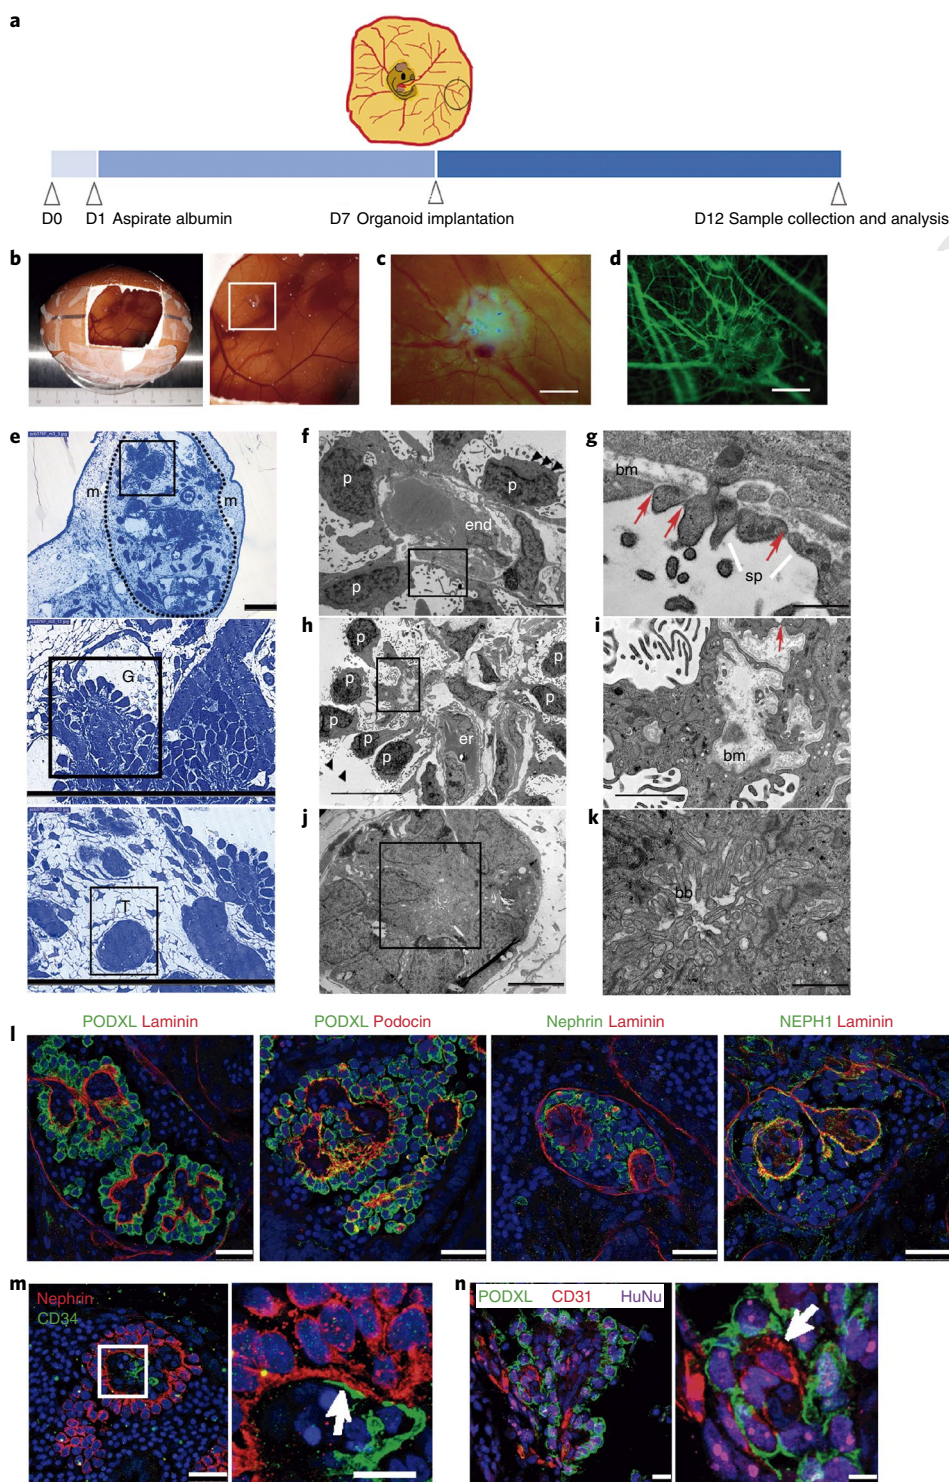 a
D0
D1 Aspirate albumin
D7 Organoid implantation
D12 Sample collection and analysis
b
c
d
e
m
m
G
T
f
p
p
end
p
g
bm
sp
h
p
p
p
p
p
p
p
er
i
bm
j
k
bb
l
PODXL Laminin
PODXL Podocin
Nephrin Laminin
NEPH1 Laminin
m
Nephrin
CD34
n
PODXL CD31 HuNu